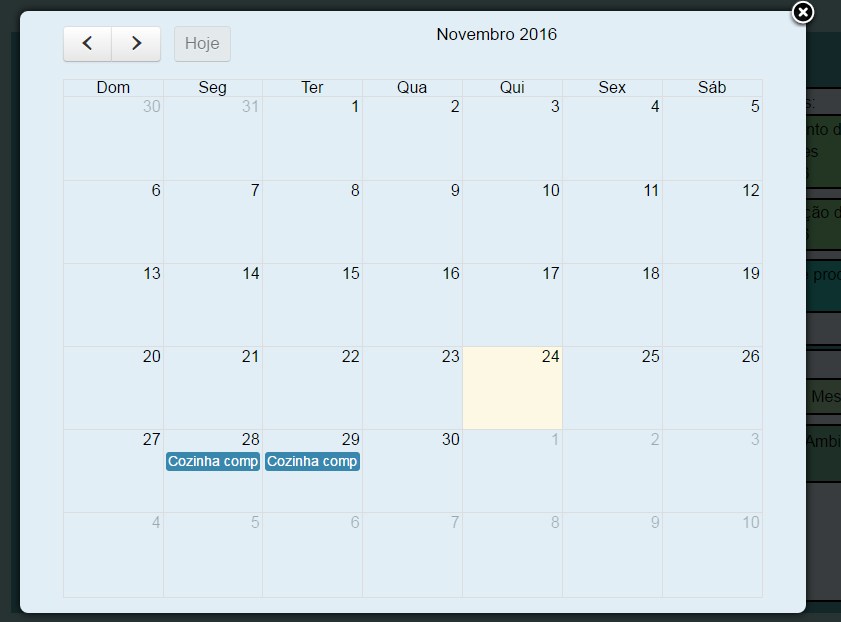 Hoje
Novembro 2016
Dom Seg Ter Qua Qui Sex Sáb
30 31 1 2 3 4 5
6 7 8 9 10 11 12
13 14 15 16 17 18 19
20 21 22 23 24 25 26
27 28 29 30 1 2 3
Cozinha comp Cozinha comp
4 5 6 7 8 9 10
s:
nto d
es
ção d
proc
Mes
Ambi